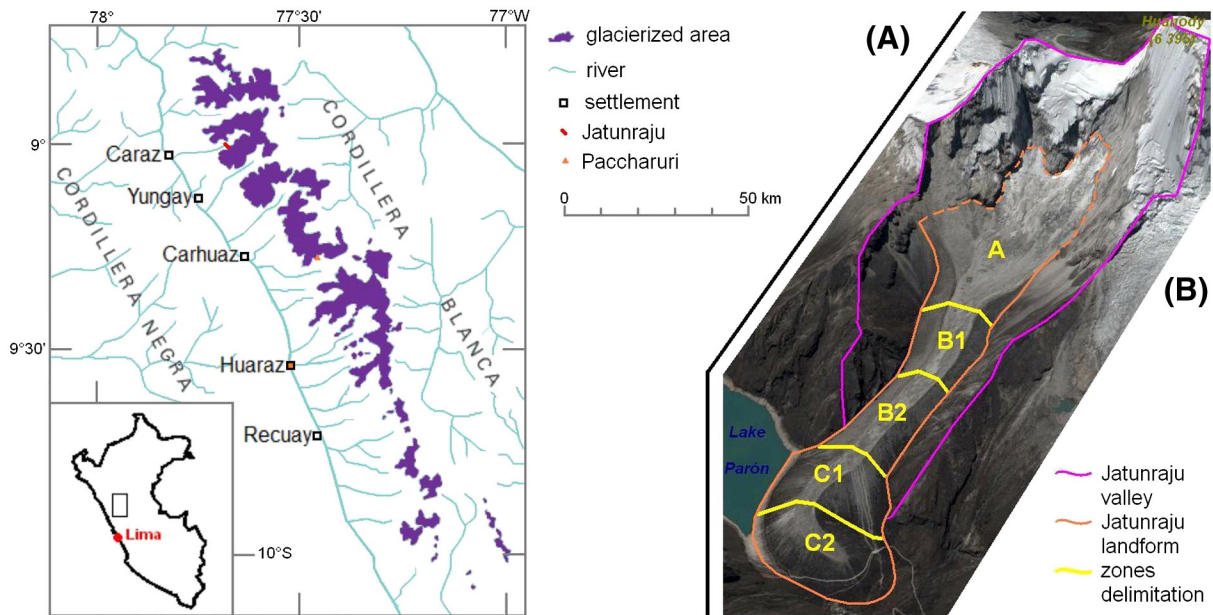 78°
77°30'
77°W
9°
9°30'
10°S
CORDILLERA
BLANCA
CORDILLERA
NEGRA
Caraz
Yungay
Carhuaz
Huaraz
Recuay
Lima
glacierized area
river
settlement
Jatunraju
Paccharuri
0 50 km
(A)
(B)
(6 395)
A
B1
B2
C1
C2
Lake
Parón
Jatunraju
valley
Jatunraju
landform
zones
delimitation